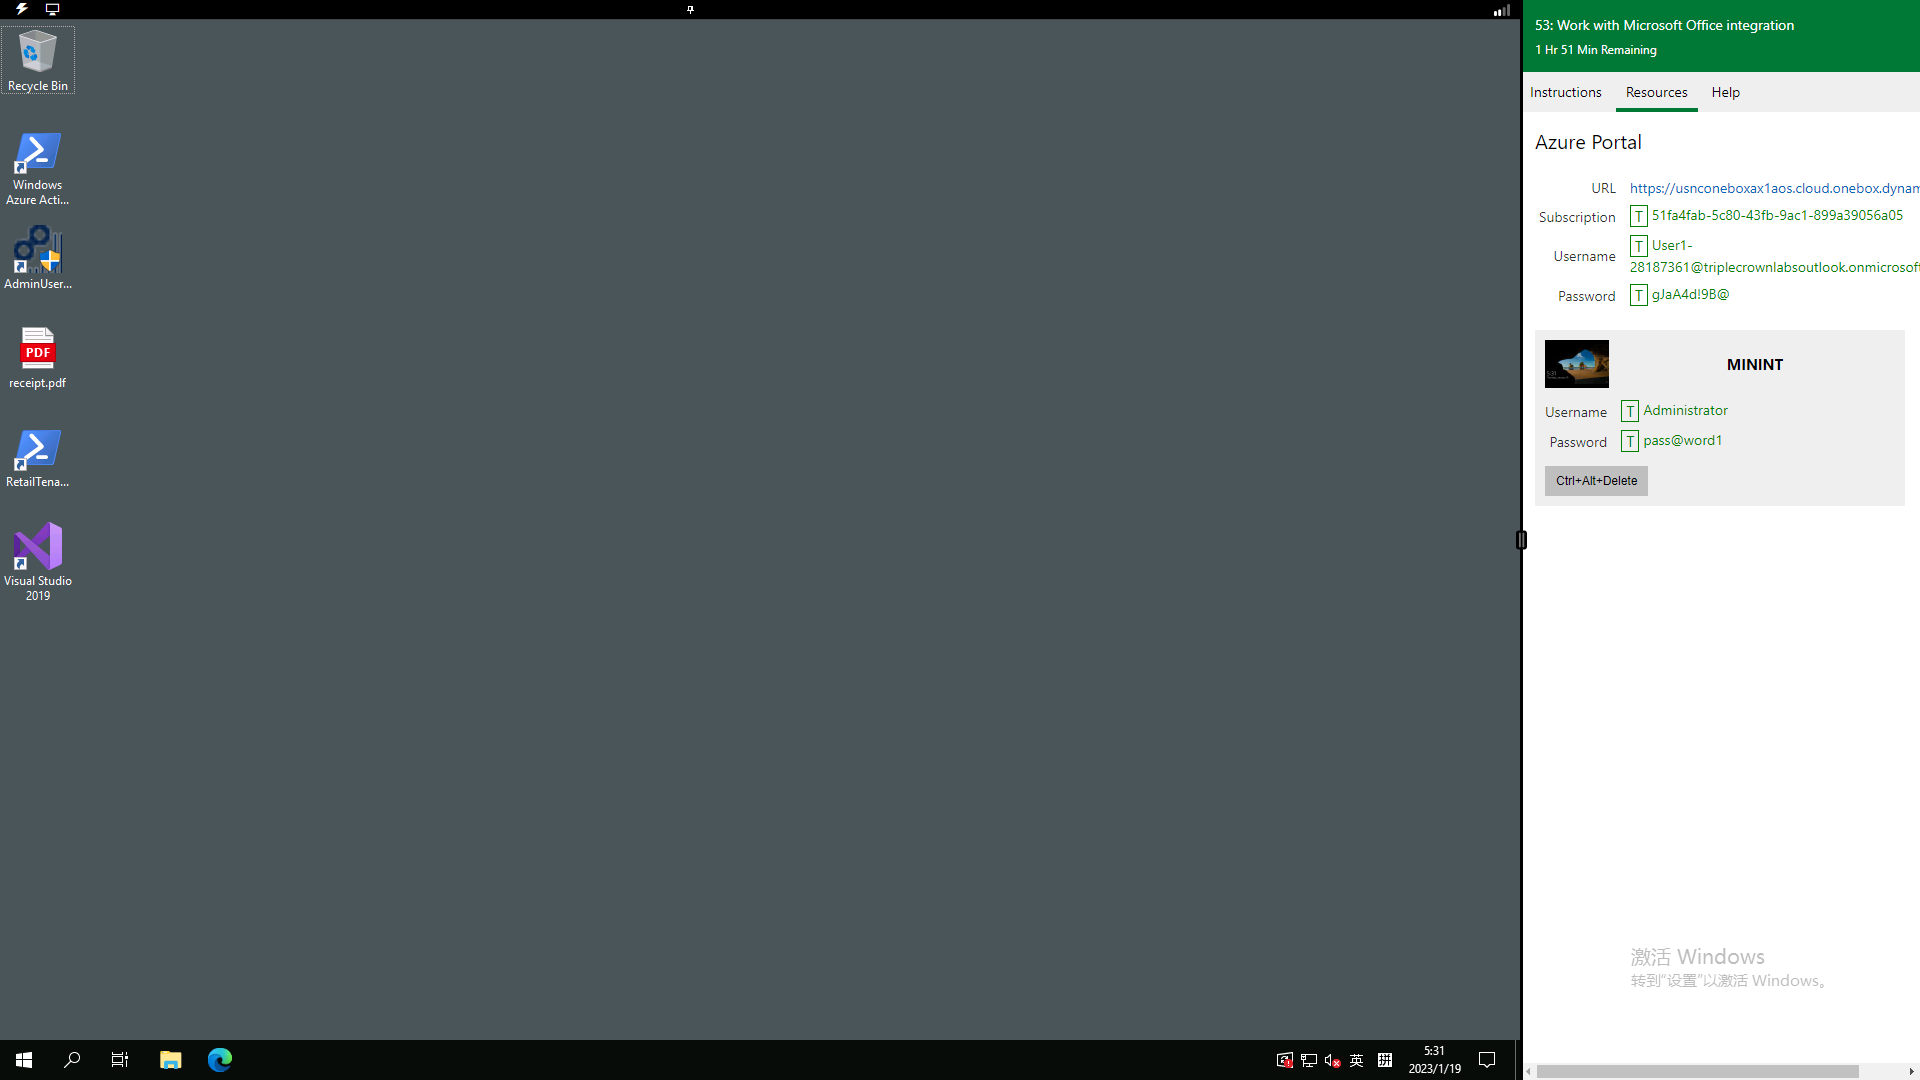 53: Work with Microsoft Office integration
1 Hr 51 Min Remaining
Instructions
Resources
Help
Azure Portal
URL
https://usnconeboxax1aos.cloud.onebox.dynam
Subscription
T 51fa4fab-5c80-43fb-9ac1-899a39056a05
Username
T User1-
28187361@triplecrownlabsoutlook.onmicrosoft
Password
T gJaA4d!9B@
MININT
Username
T Administrator
Password
T pass@word1
Ctrl+Alt+Delete
激活 Windows
转到"设置"以激活 Windows。
Recycle Bin
Windows
Azure Acti...
AdminUser...
PDF
receipt.pdf
RetailTena...
Visual Studio
2019
英
拼
5:31
2023/1/19